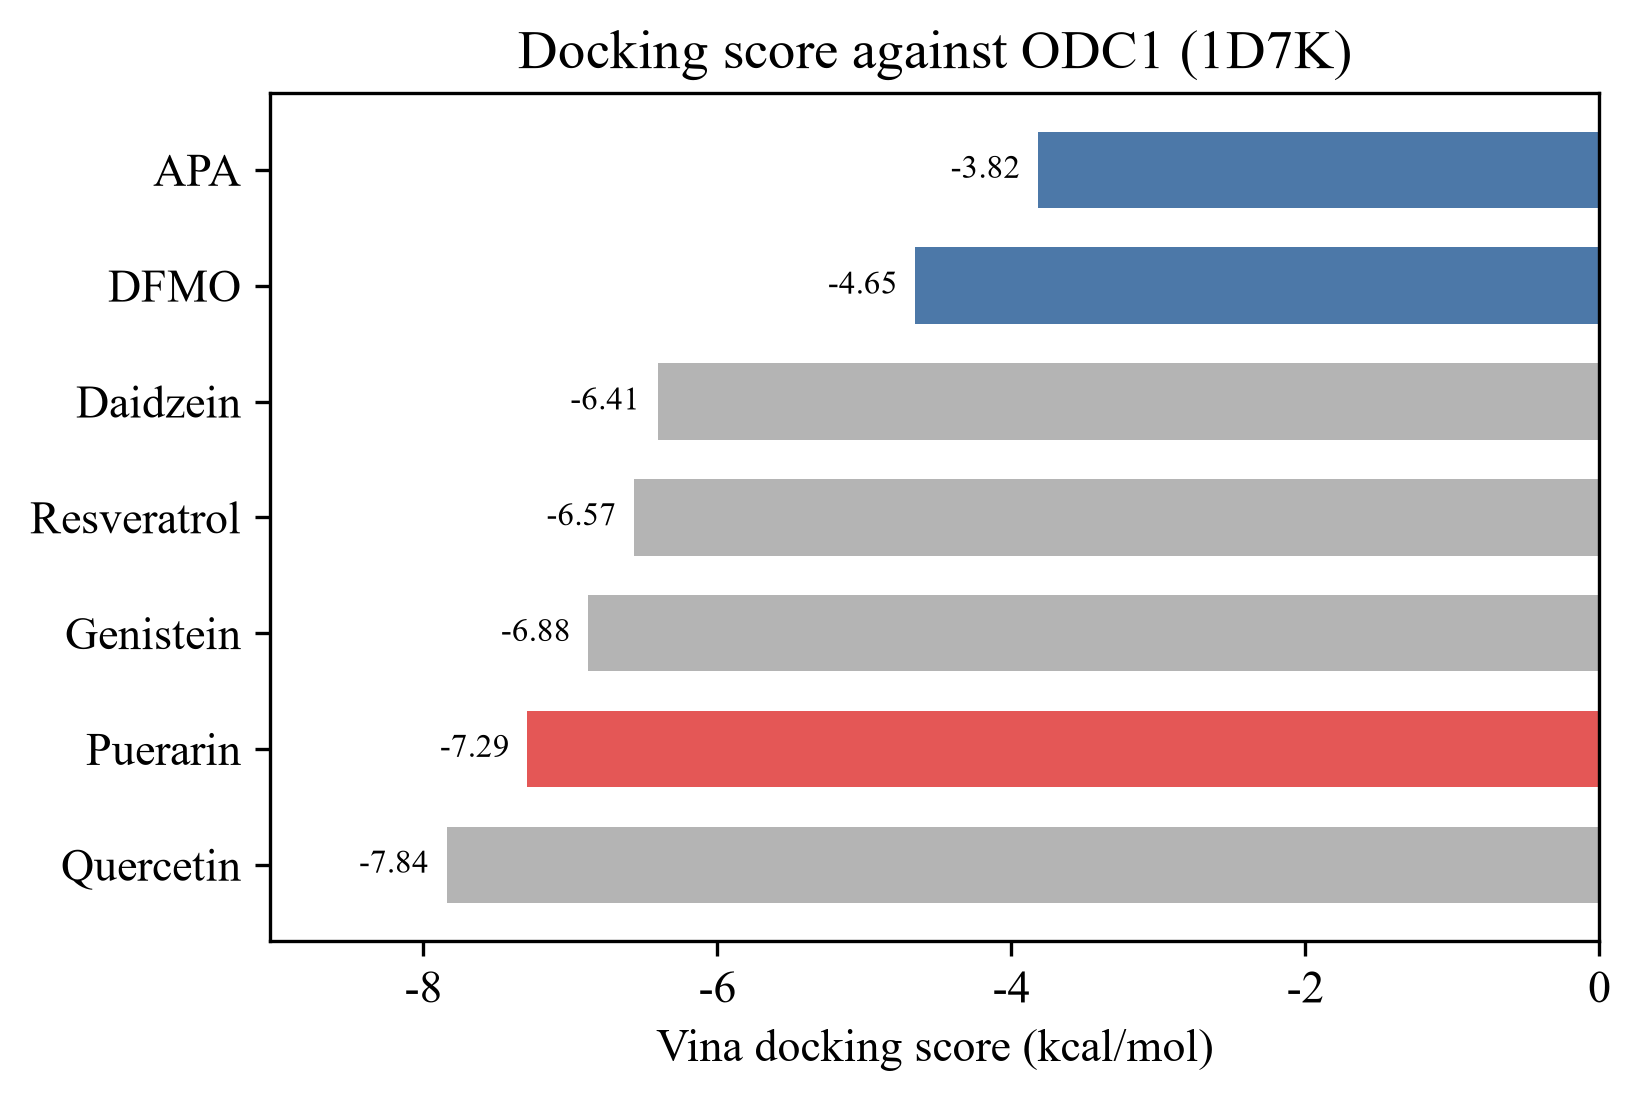 Docking score against ODC1 (1D7K)
APA
-3.82
DFMO
-4.65
Daidzein
-6.41
Resveratrol
-6.57
Genistein
-6.88
Puerarin
-7.29
Quercetin
-7.84
-8 -6 -4 -2 0
Vina docking score (kcal/mol)